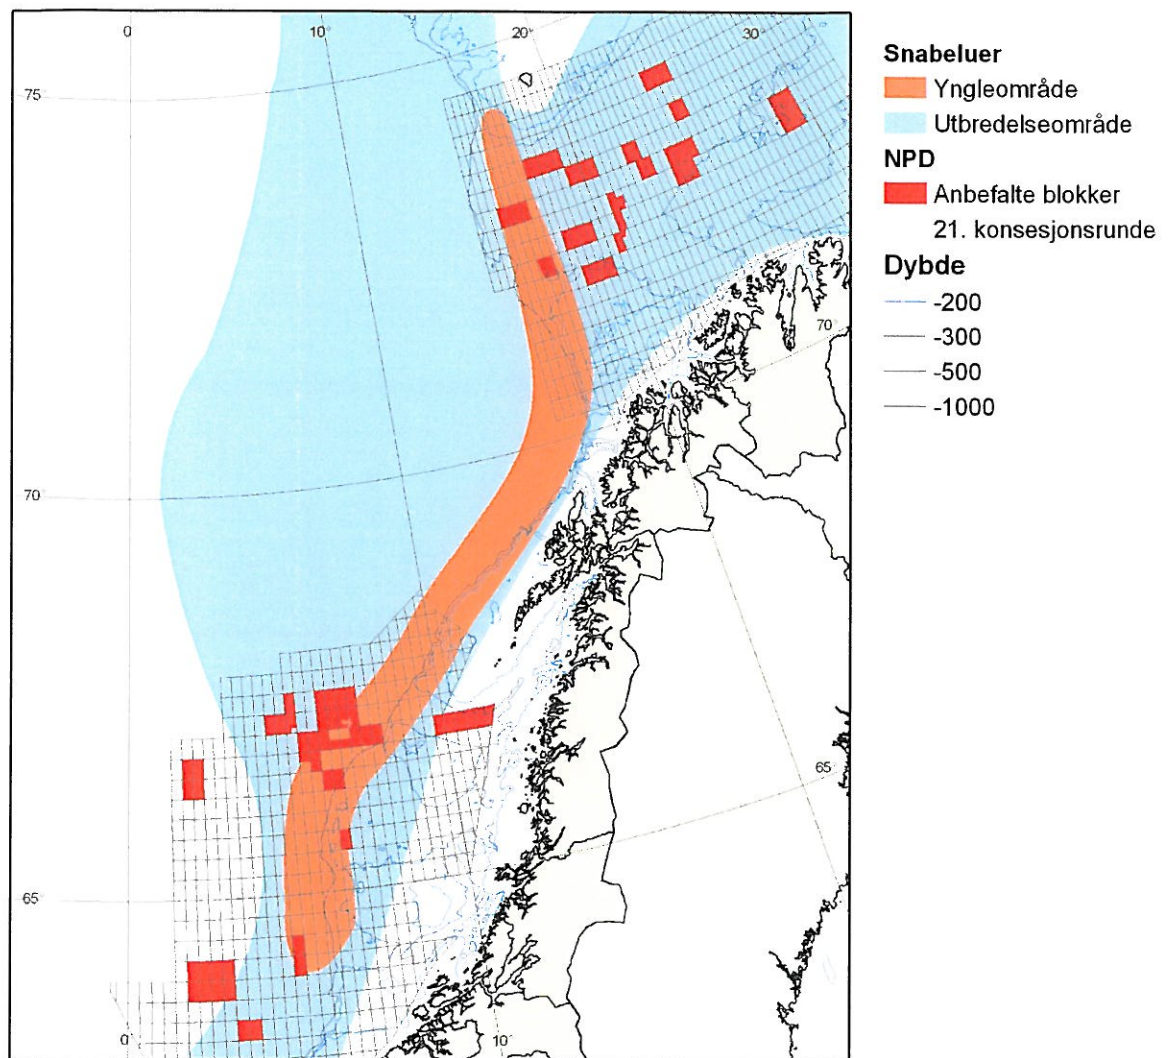 0°
10°
20°
30°
75°
70°
70°
65°
65°
0°
10°
Snabeluer
Yngleområde
Utbredelseområde
NPD
Anbefalte blokker
21. konsesjonsrunde
Dybde
-200
-300
-500
-1000